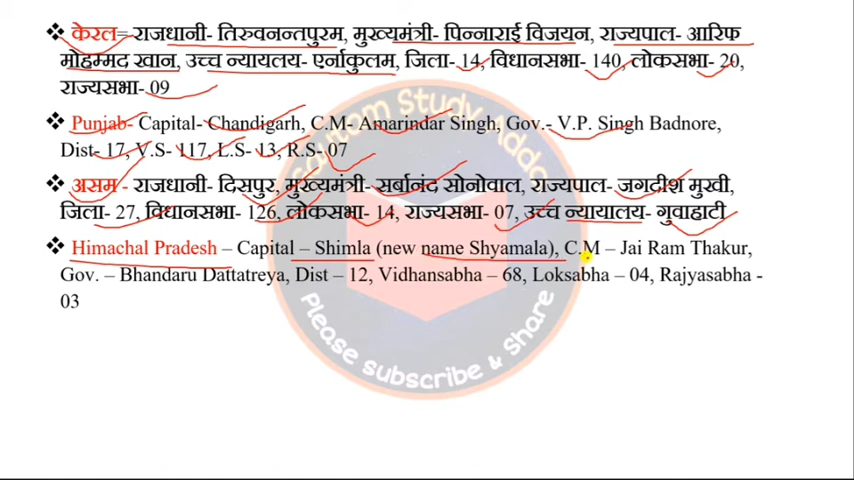 ❖ केरल= राजधानी- तिरुवनन्तपुरम, मुख्यमंत्री- पिन्नाराई विजयन, राज्यपाल- आरिफ
मोहम्मद खान, उच्च न्यायलय- एर्नाकुलम, जिला- 14, विधानसभा- 140, लोकसभा- 20,
राज्यसभा- 09
❖ Punjab- Capital- Chandigarh, C.M- Amarindar Singh, Gov.- V.P. Singh Badnore,
Dist- 17, V.S- 117, L.S- 13, R.S- 07
❖ असम - राजधानी- दिसपुर, मुख्यमंत्री- सर्बानंद सोनोवाल, राज्यपाल- जगदीश मुखी,
जिला- 27, विधानसभा- 126, लोकसभा- 14, राज्यसभा- 07, उच्च न्यायालय- गुवाहाटी
❖ Himachal Pradesh – Capital – Shimla (new name Shyamala), C.M – Jai Ram Thakur,
Gov. – Bhandaru Dattatreya, Dist – 12, Vidhansabha – 68, Loksabha – 04, Rajyasabha -
03
Study Adda
Please subscribe & share